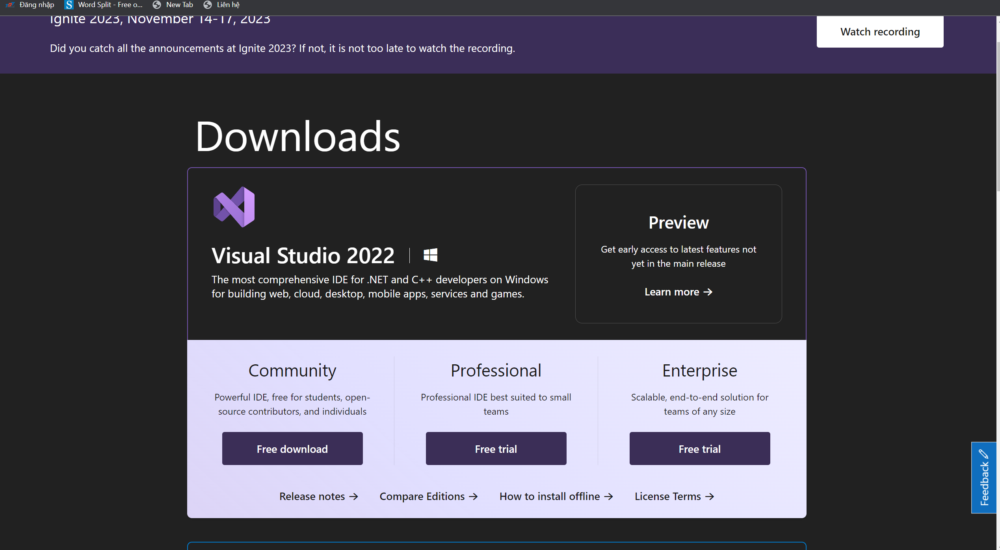 Đăng nhập
Word Split - Free o...
New Tab
Liên hệ
Ignite 2023, November 14-17, 2023
Watch recording
Did you catch all the announcements at Ignite 2023? If not, it is not too late to watch the recording.
Downloads
Visual Studio 2022
The most comprehensive IDE for .NET and C++ developers on Windows
for building web, cloud, desktop, mobile apps, services and games.
Preview
Get early access to latest features not
yet in the main release
Learn more →
Community
Powerful IDE, free for students, open-
source contributors, and individuals
Free download
Professional
Professional IDE best suited to small
teams
Free trial
Enterprise
Scalable, end-to-end solution for
teams of any size
Free trial
Release notes →
Compare Editions →
How to install offline →
License Terms →
Feedback